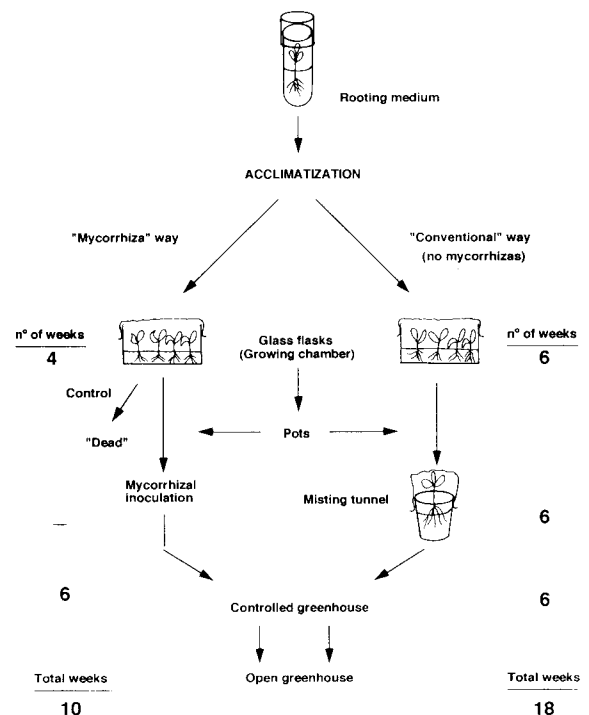 Rooting medium
ACCLIMATIZATION
"Mycorrhiza" way
"Conventional" way
(no mycorrhizas)
nº of weeks
4
Glass flasks
(Growing chamber)
nº of weeks
6
Control
"Dead"
Pots
Mycorrhizal
inoculation
Misting tunnel
—
6
6
Controlled greenhouse
6
Total weeks
10
Open greenhouse
Total weeks
18